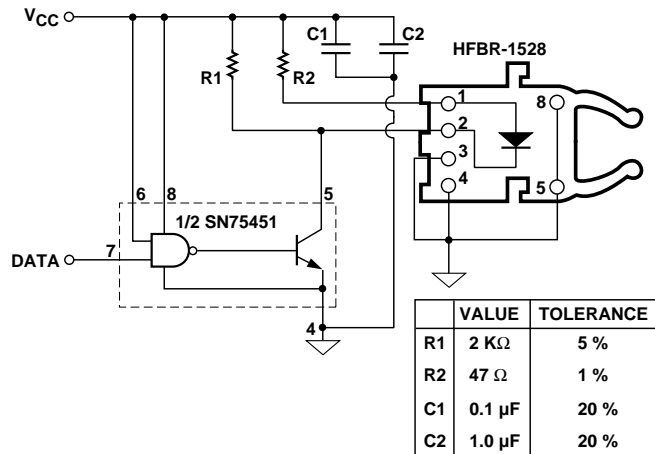 VCC
C1
C2
HFBR-1528
R1
R2
1
8
2
3
4
5
6
8
5
1/2 SN75451
DATA
7
4
VALUE TOLERANCE
R1 2 KΩ 5 %
R2 47 Ω 1 %
C1 0.1 µF 20 %
C2 1.0 µF 20 %